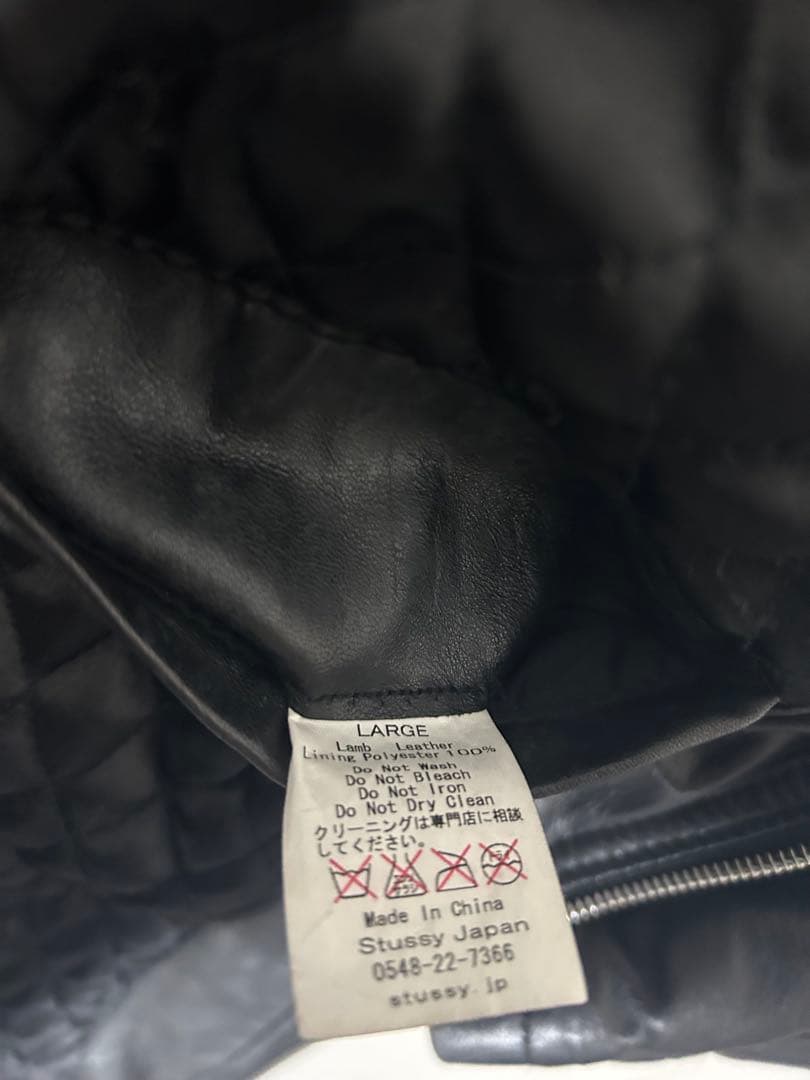 LARGE
Lamb Leather
Lining Polyester 100%
Do Not Wash
Do Not Bleach
Do Not Iron
Do Not Dry Clean
クリーニングは専門店に相談
してください。
Made In China
Stussy Japan
0548-22-7366
stussy.jp